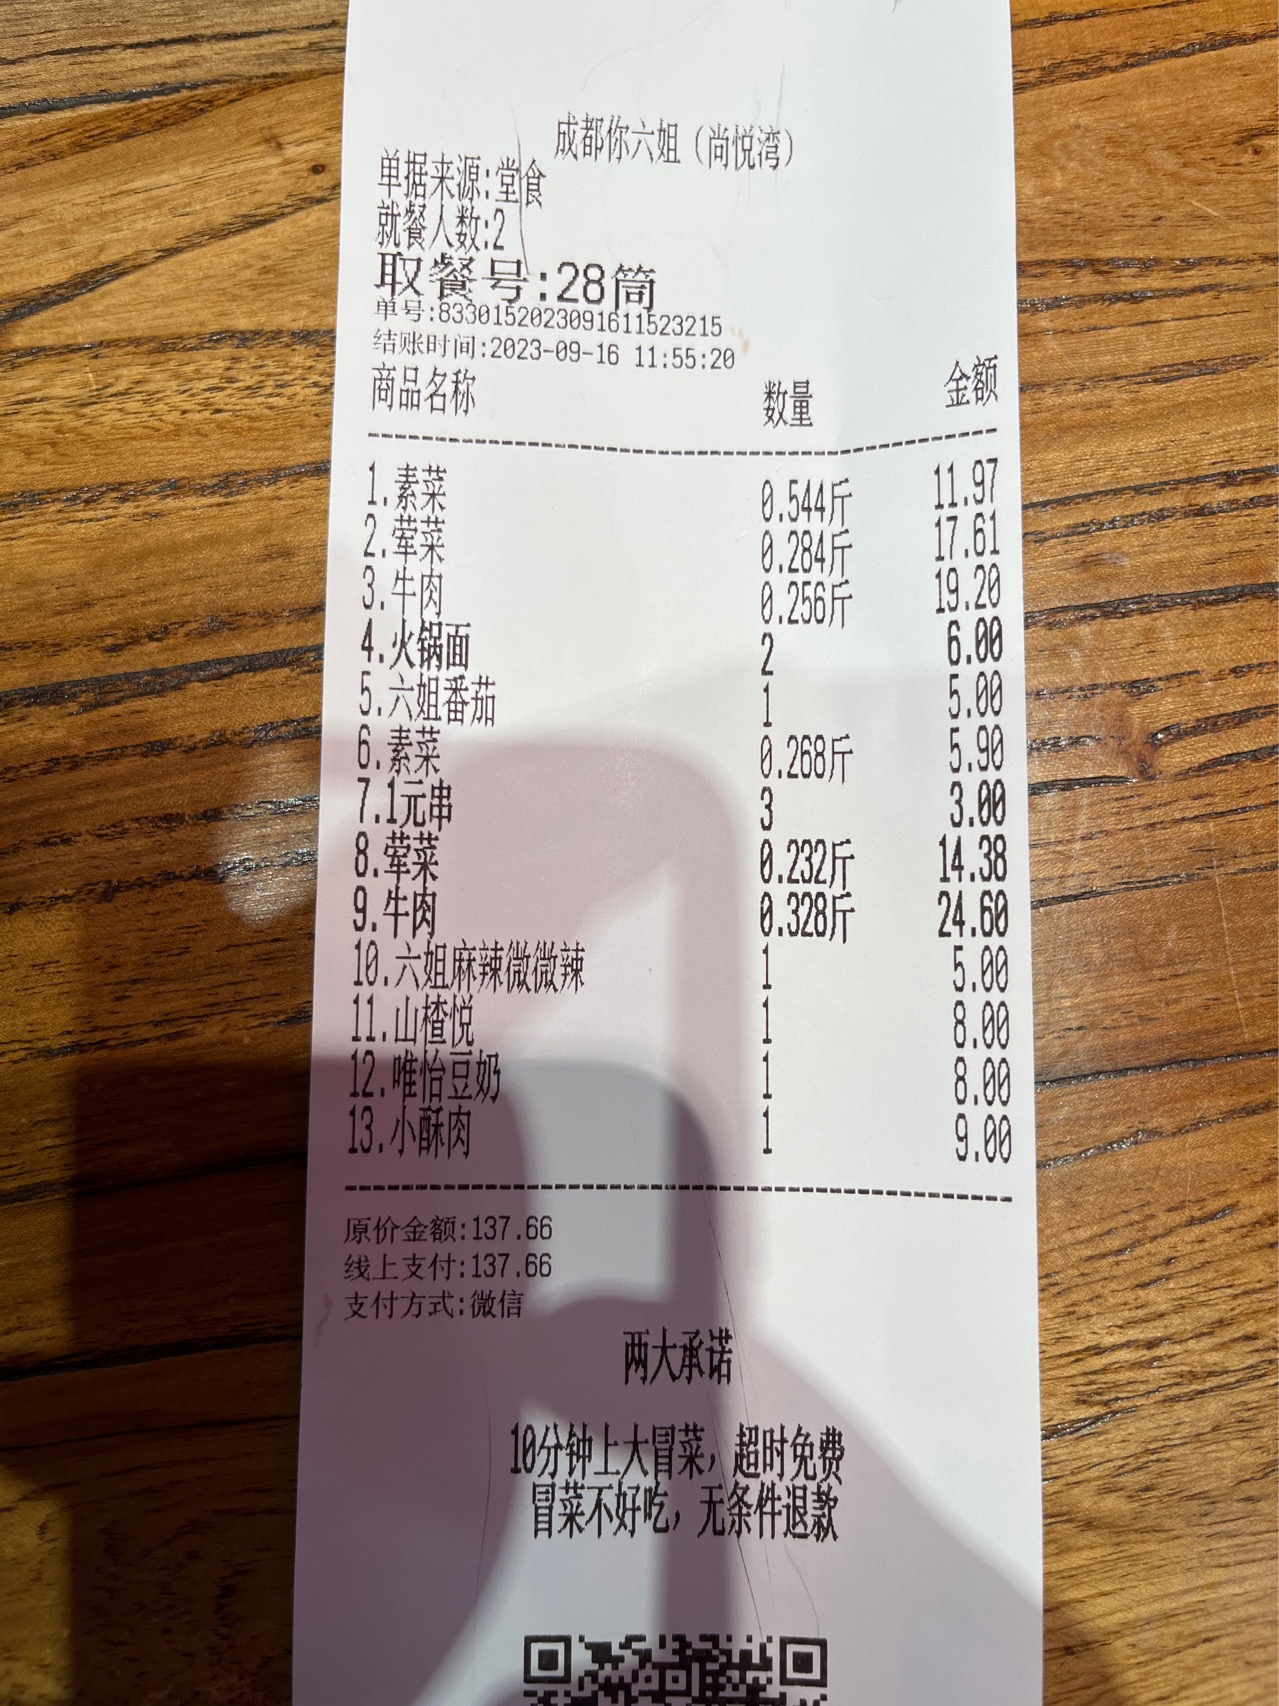 成都你六姐（尚悦湾）
单据来源:堂食
就餐人数:2
取餐号:28筒
单号:8330152023091611523215
结账时间:2023-09-16 11:55:20
商品名称 数量 金额
1.素菜 0.544斤 11.97
2.荤菜 0.284斤 17.61
3.牛肉 0.256斤 19.20
4.火锅面 2 6.00
5.六姐番茄 1 5.00
6.素菜 0.268斤 5.90
7.1元串 3 3.00
8.荤菜 0.232斤 14.38
9.牛肉 0.328斤 24.60
10.六姐麻辣微微辣 1 5.00
11.山楂悦 1 8.00
12.唯怡豆奶 1 8.00
13.小酥肉 1 9.00
原价金额:137.66
线上支付:137.66
支付方式:微信
两大承诺
10分钟上大冒菜，超时免费
冒菜不好吃，无条件退款